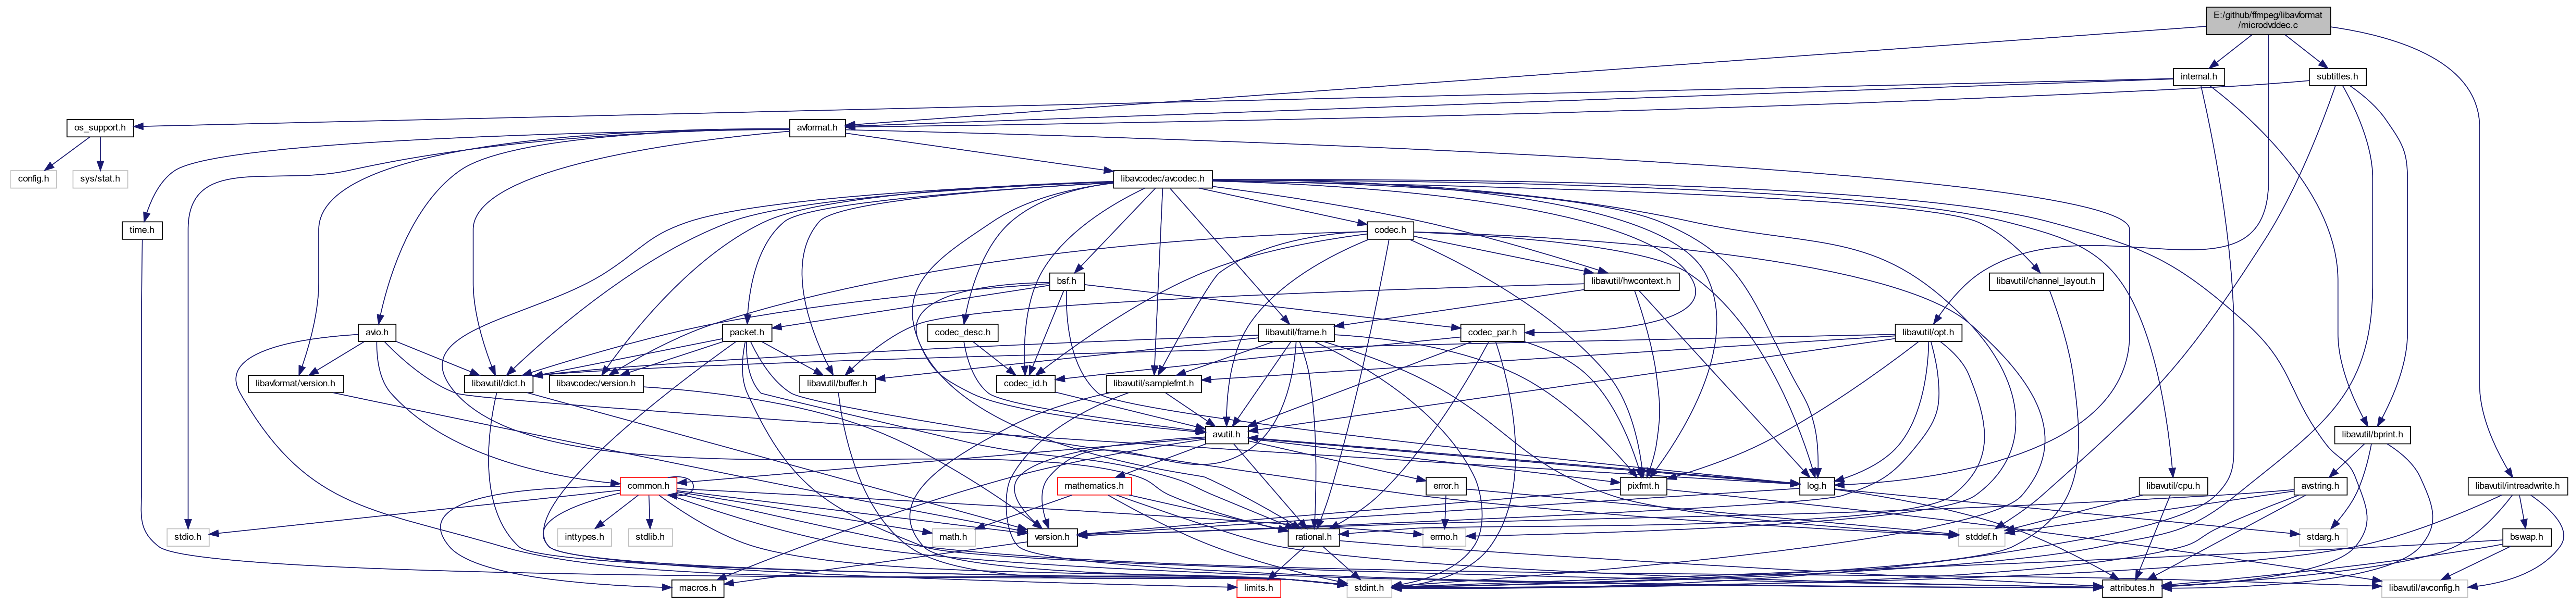 E:/github/ffmpeg/libavformat
/microdvddec.c
internal.h
subtitles.h
os_support.h
avformat.h
config.h
sys/stat.h
libavcodec/avcodec.h
time.h
codec.h
bsf.h
libavutil/hwcontext.h
libavutil/channel_layout.h
avio.h
packet.h
codec_desc.h
libavutil/frame.h
codec_par.h
libavutil/opt.h
libavformat/version.h
libavutil/dict.h
libavcodec/version.h
libavutil/buffer.h
codec_id.h
libavutil/samplefmt.h
avutil.h
libavutil/bprint.h
common.h
mathematics.h
error.h
pixfmt.h
log.h
libavutil/cpu.h
avstring.h
libavutil/intreadwrite.h
stdio.h
inttypes.h
stdlib.h
math.h
version.h
rational.h
errno.h
stddef.h
stdarg.h
bswap.h
macros.h
limits.h
stdint.h
attributes.h
libavutil/avconfig.h